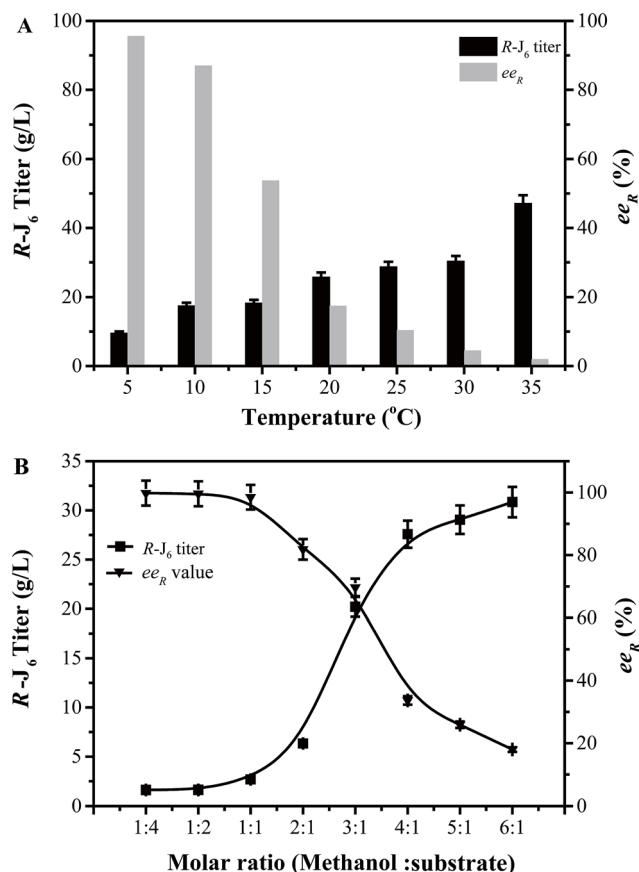 A
R-J₆ titer
eeR
R-J₆ Titer (g/L)
100
80
60
40
20
0
eeR (%)
100
80
60
40
20
0
5 10 15 20 25 30 35
Temperature (°C)
B
R-J₆ titer
eeR value
R-J₆ Titer (g/L)
35
30
25
20
15
10
5
0
eeR (%)
100
80
60
40
20
0
1:4 1:2 1:1 2:1 3:1 4:1 5:1 6:1
Molar ratio (Methanol :substrate)